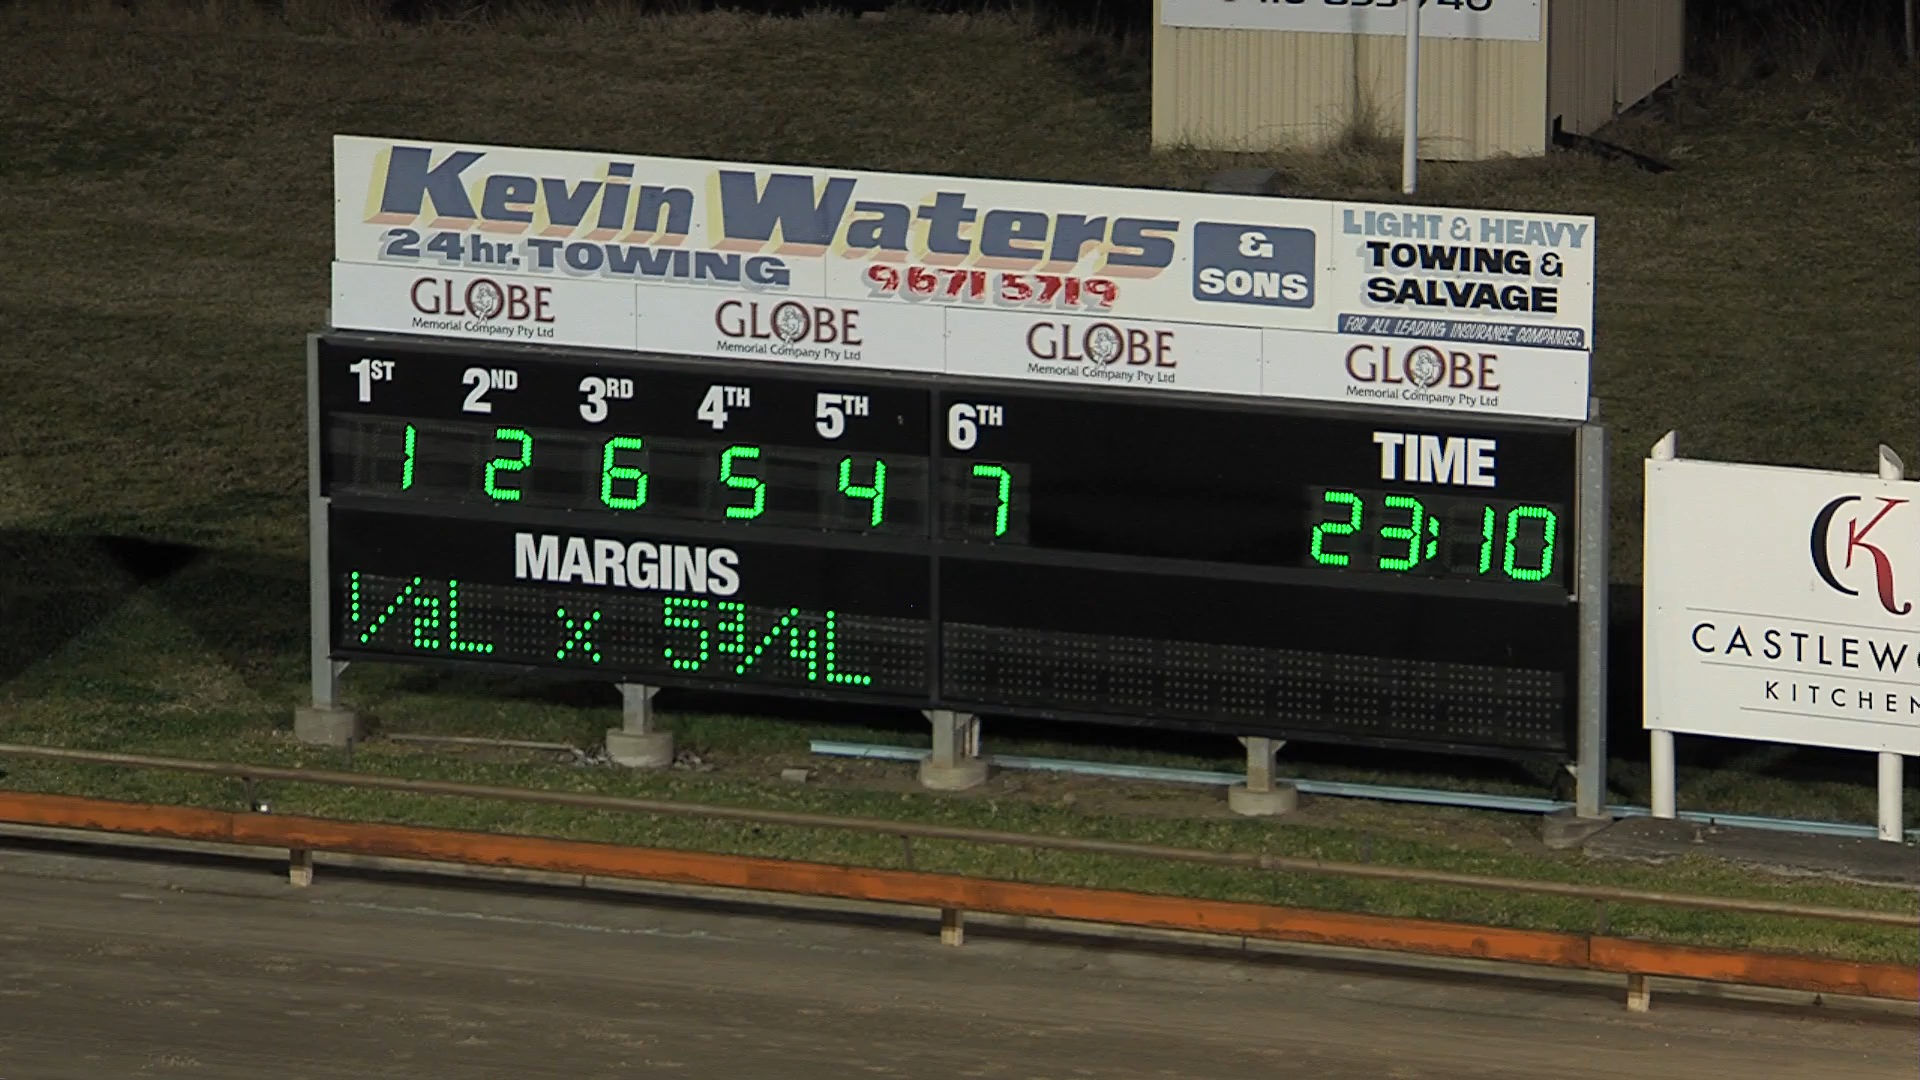 Kevin Waters & SONS
24hr. TOWING 9671 5719
LIGHT & HEAVY
TOWING &
SALVAGE
FOR ALL LEADING INSURANCE COMPANIES.
GLOBE
Memorial Company Pty Ltd
GLOBE
Memorial Company Pty Ltd
GLOBE
Memorial Company Pty Ltd
GLOBE
Memorial Company Pty Ltd
1ST 2ND 3RD 4TH 5TH 6TH TIME
1 2 6 5 4 7 23:10
MARGINS
1/2L x 53/4L
CK
CASTLEW
KITCHEN